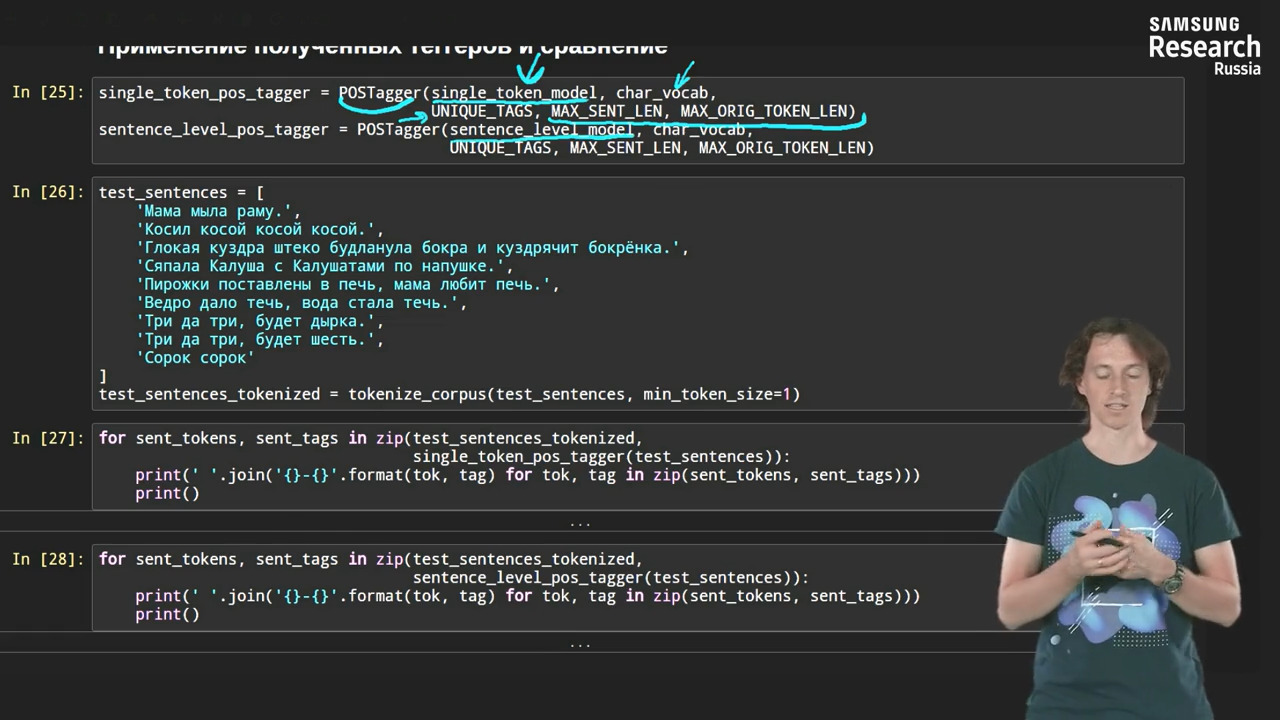 SAMSUNG
Research
Russia
Применение полученных теггеров и сравнение
In [25]: single_token_pos_tagger = POSTagger(single_token_model, char_vocab,
UNIQUE_TAGS, MAX_SENT_LEN, MAX_ORIG_TOKEN_LEN)
sentence_level_pos_tagger = POSTagger(sentence_level_model, char_vocab,
UNIQUE_TAGS, MAX_SENT_LEN, MAX_ORIG_TOKEN_LEN)
In [26]: test_sentences = [
'Мама мыла раму.',
'Косил косой косой косой.',
'Глокая куздра штеко будланула бокра и куздрячит бокрёнка.',
'Сяпала Калуша с Калушатами по напушке.',
'Пирожки поставлены в печь, мама любит печь.',
'Ведро дало течь, вода стала течь.',
'Три да три, будет дырка.',
'Три да три, будет шесть.',
'Сорок сорок'
]
test_sentences_tokenized = tokenize_corpus(test_sentences, min_token_size=1)
In [27]: for sent_tokens, sent_tags in zip(test_sentences_tokenized,
single_token_pos_tagger(test_sentences)):
print(' '.join('{}-{}'.format(tok, tag) for tok, tag in zip(sent_tokens, sent_tags)))
print()
...
In [28]: for sent_tokens, sent_tags in zip(test_sentences_tokenized,
sentence_level_pos_tagger(test_sentences)):
print(' '.join('{}-{}'.format(tok, tag) for tok, tag in zip(sent_tokens, sent_tags)))
print()
...